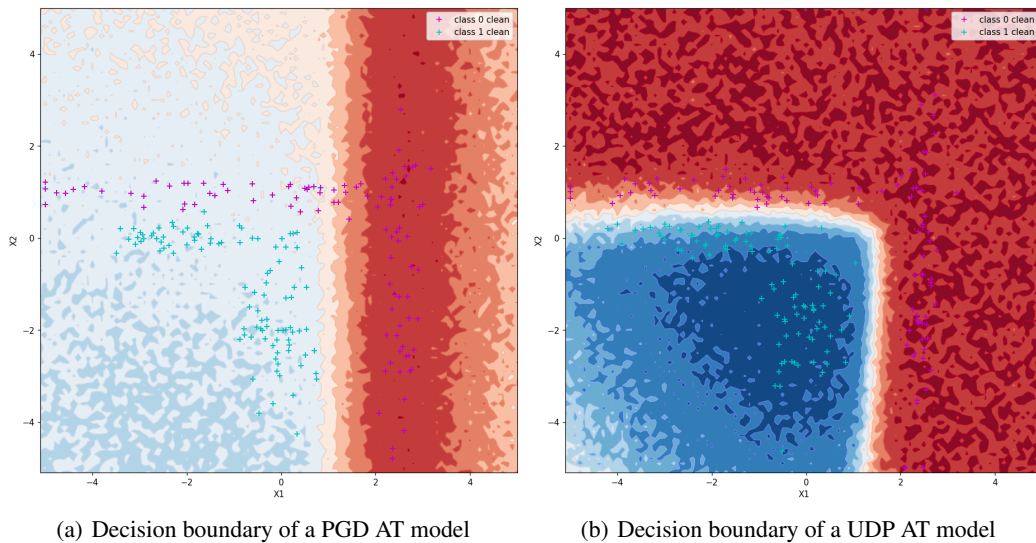 class 0 clean
class 1 clean
4
2
0
−2
−4
X2
−4
−2
0
2
4
X1
(a) Decision boundary of a PGD AT model
class 0 clean
class 1 clean
4
2
0
−2
−4
X2
−4
−2
0
2
4
X1
(b) Decision boundary of a UDP AT model